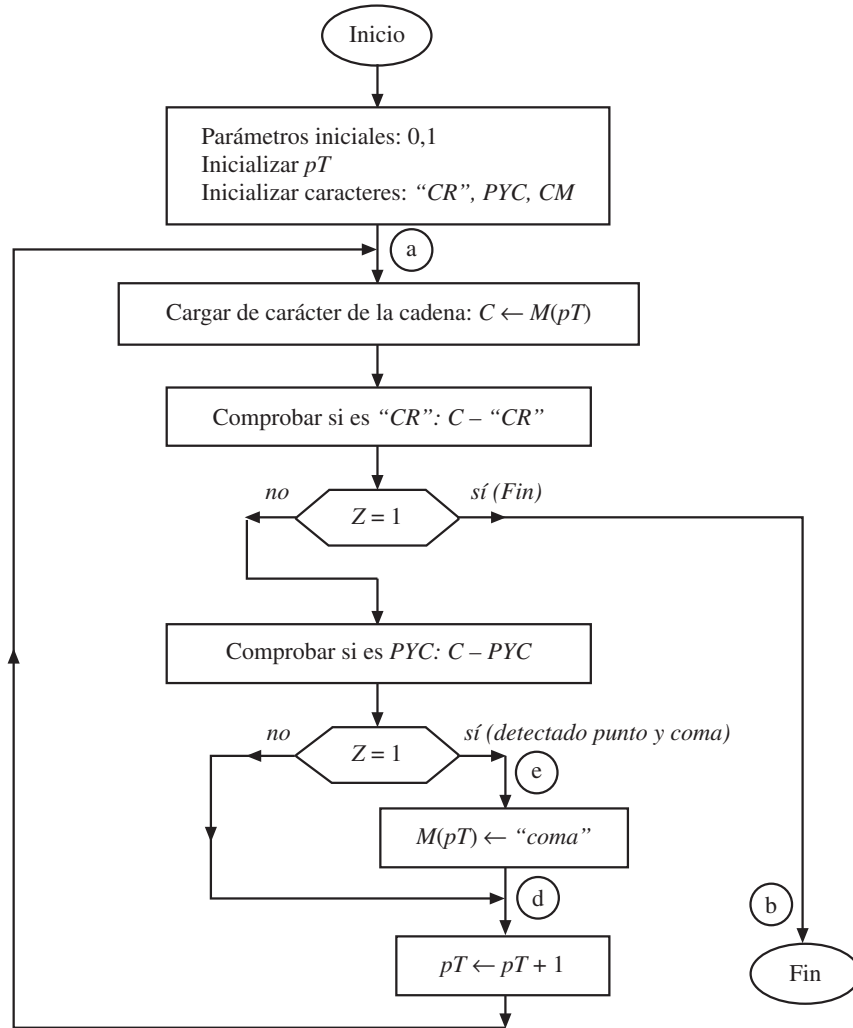 Inicio
Parámetros iniciales: 0,1
Inicializar pT
Inicializar caracteres: “CR”, PYC, CM
a
Cargar de carácter de la cadena: C ← M(pT)
Comprobar si es “CR”: C – “CR”
no
sí (Fin)
Z = 1
Comprobar si es PYC: C – PYC
no
sí (detectado punto y coma)
Z = 1
e
M(pT) ← “coma”
d
b
pT ← pT + 1
Fin